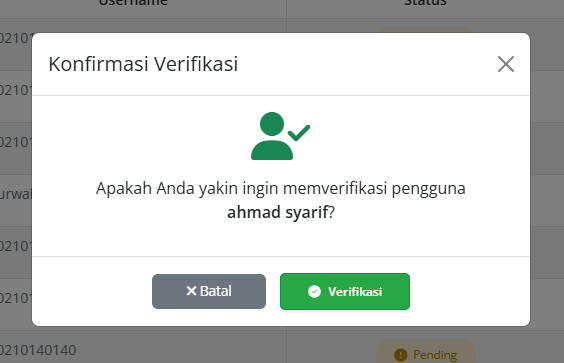 Username Status
Konfirmasi Verifikasi
Apakah Anda yakin ingin memverifikasi pengguna
ahmad syarif?
Batal Verifikasi
0210140140 Pending